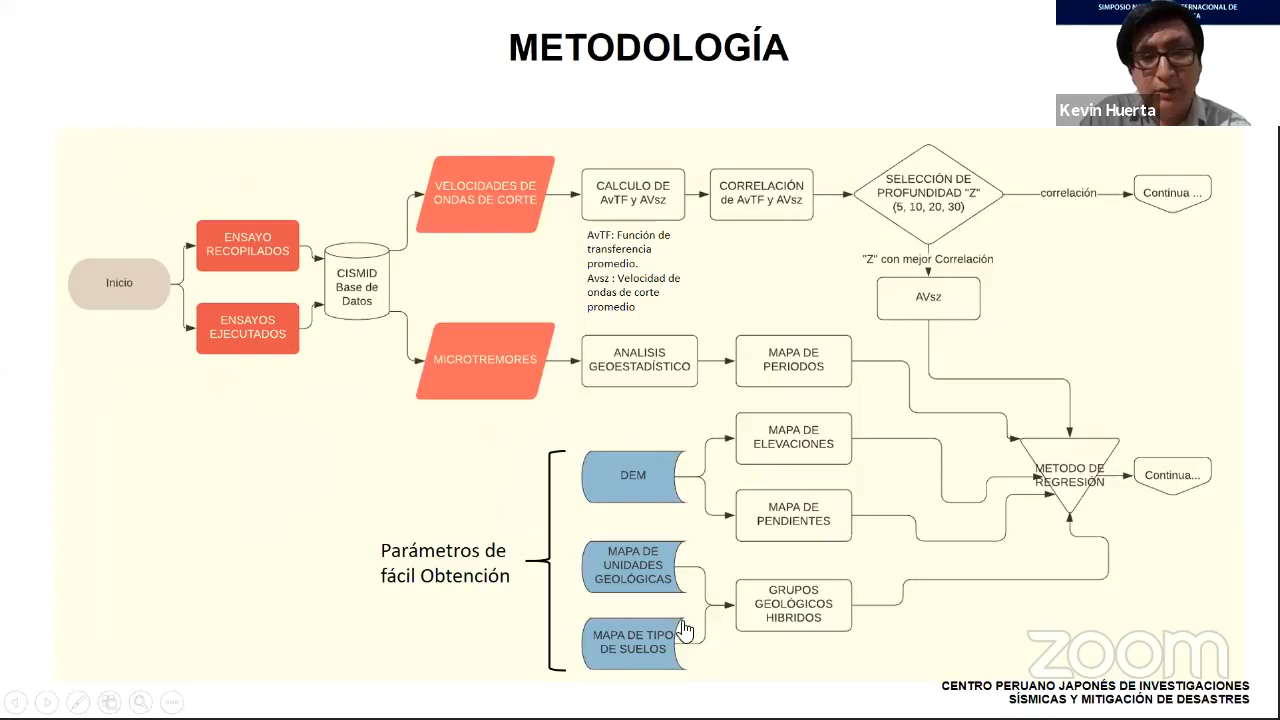 METODOLOGÍA
Kevin Huerta
Inicio
ENSAYO
RECOPILADOS
ENSAYOS
EJECUTADOS
CISMID
Base de
Datos
VELOCIDADES DE
ONDAS DE CORTE
CALCULO DE
AvTF y AVsz
CORRELACIÓN
de AvTF y AVsz
SELECCIÓN DE
PROFUNDIDAD "Z"
(5, 10, 20, 30)
correlación
Continua ...
AvTF: Función de
transferencia
promedio.
Avsz : Velocidad de
ondas de corte
promedio
"Z" con mejor Correlación
AVsz
MICROTREMORES
ANALISIS
GEOESTADÍSTICO
MAPA DE
PERIODOS
Parámetros de
fácil Obtención
DEM
MAPA DE
ELEVACIONES
MAPA DE
PENDIENTES
METODO DE
REGRESIÓN
Continua...
MAPA DE
UNIDADES
GEOLÓGICAS
MAPA DE TIPO
DE SUELOS
GRUPOS
GEOLÓGICOS
HIBRIDOS
zoom
CENTRO PERUANO JAPONÉS DE INVESTIGACIONES
SÍSMICAS Y MITIGACIÓN DE DESASTRES